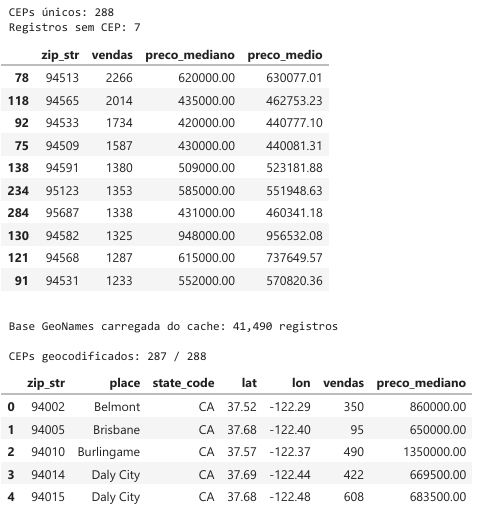 CEPs únicos: 288
Registros sem CEP: 7
zip_str vendas preco_mediano preco_medio
78 94513 2266 620000.00 630077.01
118 94565 2014 435000.00 462753.23
92 94533 1734 420000.00 440777.10
75 94509 1587 430000.00 440081.31
138 94591 1380 509000.00 523181.88
234 95123 1353 585000.00 551948.63
284 95687 1338 431000.00 460341.18
130 94582 1325 948000.00 956532.08
121 94568 1287 615000.00 737649.57
91 94531 1233 552000.00 570820.36
Base GeoNames carregada do cache: 41,490 registros
CEPs geocodificados: 287 / 288
zip_str place state_code lat lon vendas preco_mediano
0 94002 Belmont CA 37.52 -122.29 350 860000.00
1 94005 Brisbane CA 37.68 -122.40 95 650000.00
2 94010 Burlingame CA 37.57 -122.37 490 1350000.00
3 94014 Daly City CA 37.69 -122.44 422 669500.00
4 94015 Daly City CA 37.68 -122.48 608 683500.00